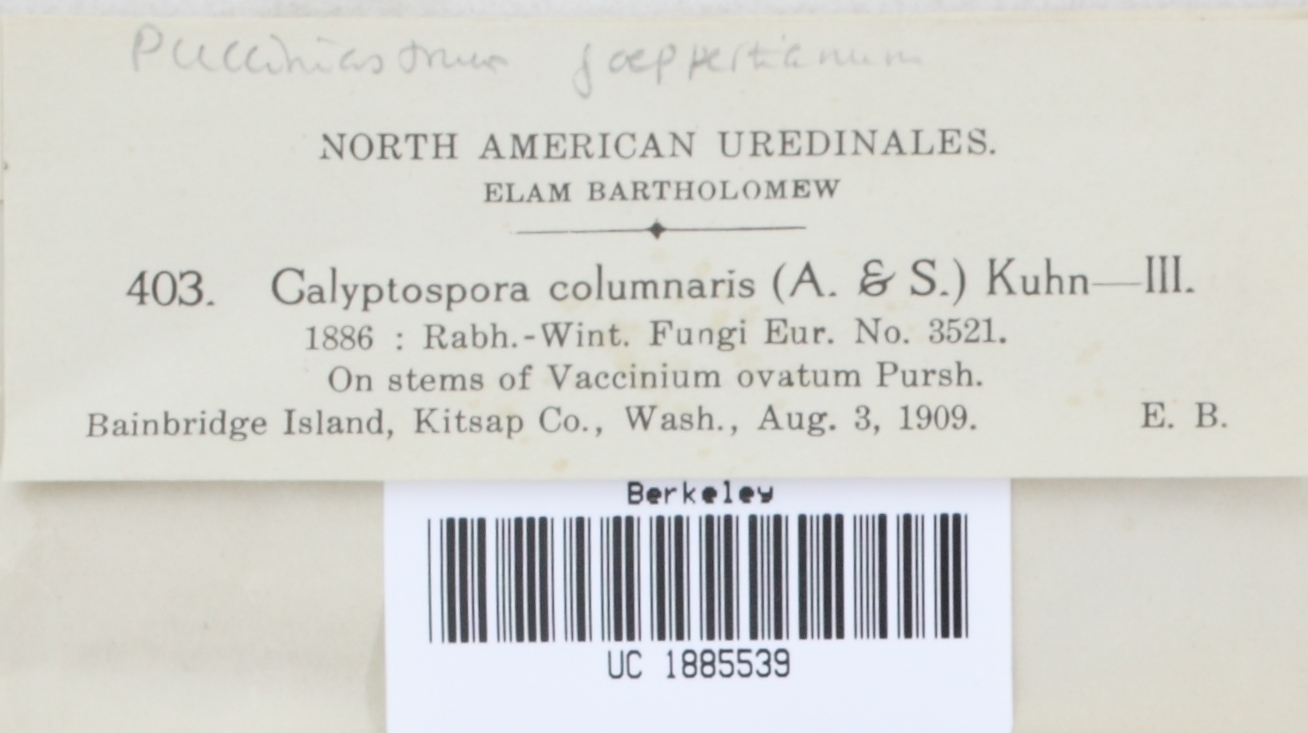 Pucciniastrum goeppertianum
NORTH AMERICAN UREDINALES.
ELAM BARTHOLOMEW
403. Calyptospora columnaris (A. & S.) Kuhn—III.
1886 : Rabh.-Wint. Fungi Eur. No. 3521.
On stems of Vaccinium ovatum Pursh.
Bainbridge Island, Kitsap Co., Wash., Aug. 3, 1909. E. B.
Berkeley
UC 1885539